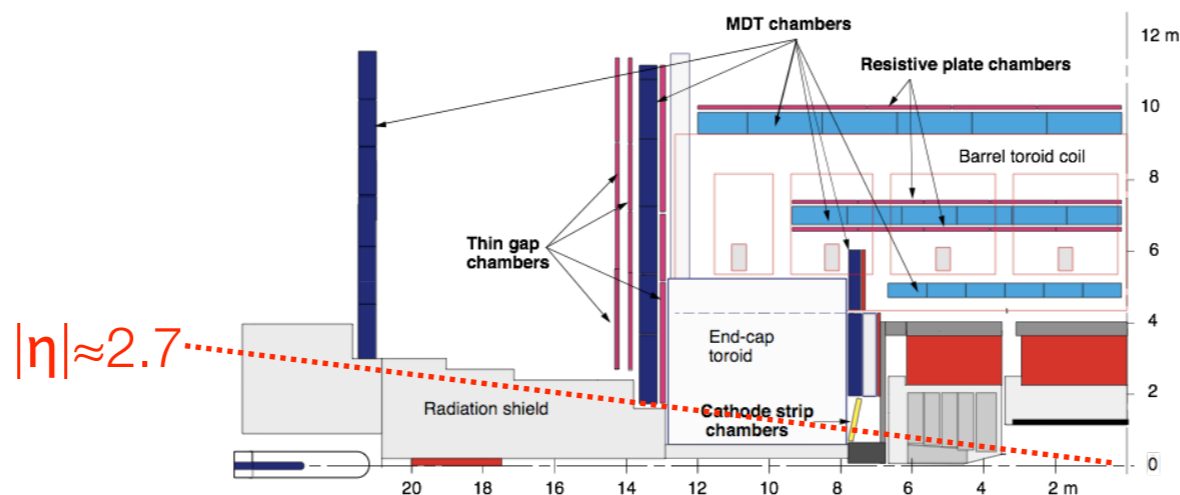 MDT chambers
12 m
Resistive plate chambers
10
Barrel toroid coil
8
Thin gap
chambers
6
|η|≈2.7
4
End-cap
toroid
2
Radiation shield
Cathode strip
chambers
0
20 18 16 14 12 10 8 6 4 2 m